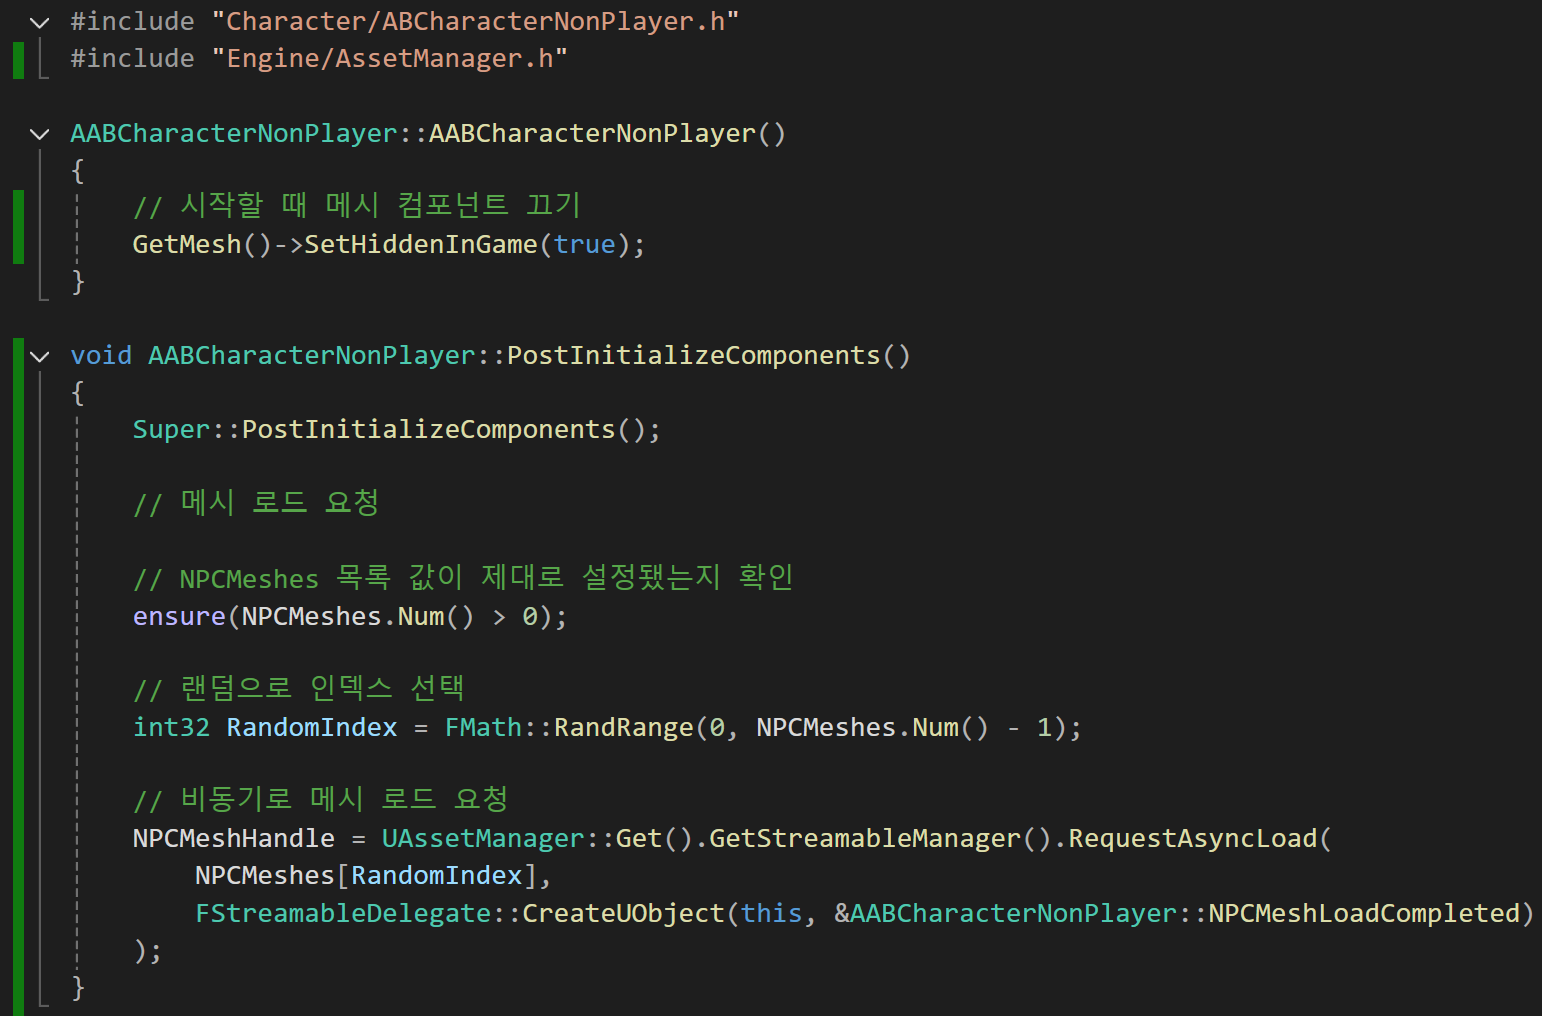 #include "Character/ABCharacterNonPlayer.h"
#include "Engine/AssetManager.h"
AABCharacterNonPlayer::AABCharacterNonPlayer()
{
// 시작할 때 메시 컴포넌트 끄기
GetMesh()->SetHiddenInGame(true);
}
void AABCharacterNonPlayer::PostInitializeComponents()
{
Super::PostInitializeComponents();
// 메시 로드 요청
// NPCMeshes 목록 값이 제대로 설정됐는지 확인
ensure(NPCMeshes.Num() > 0);
// 랜덤으로 인덱스 선택
int32 RandomIndex = FMath::RandRange(0, NPCMeshes.Num() - 1);
// 비동기로 메시 로드 요청
NPCMeshHandle = UAssetManager::Get().GetStreamableManager().RequestAsyncLoad(
NPCMeshes[RandomIndex],
FStreamableDelegate::CreateUObject(this, &AABCharacterNonPlayer::NPCMeshLoadCompleted)
);
}